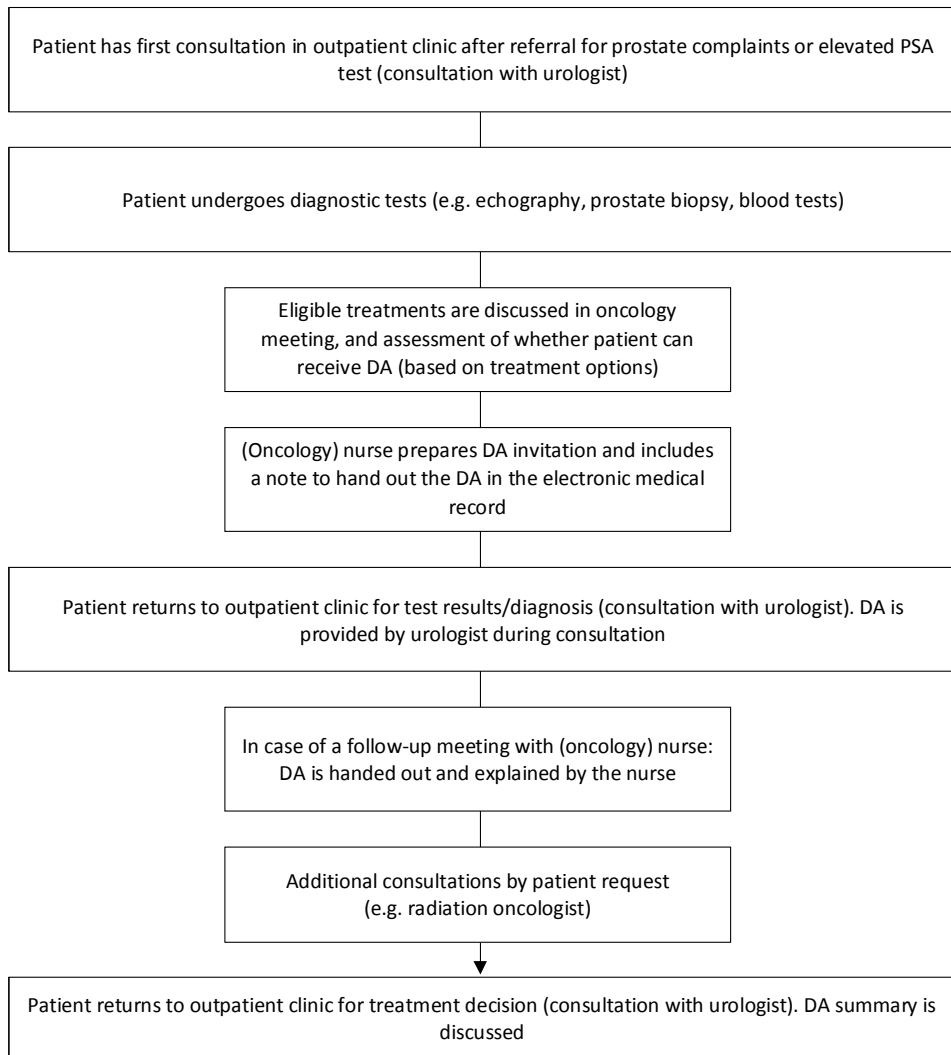 Patient has first consultation in outpatient clinic after referral for prostate complaints or elevated PSA
test (consultation with urologist)
Patient undergoes diagnostic tests (e.g. echography, prostate biopsy, blood tests)
Eligible treatments are discussed in oncology
meeting, and assessment of whether patient can
receive DA (based on treatment options)
(Oncology) nurse prepares DA invitation and includes
a note to hand out the DA in the electronic medical
record
Patient returns to outpatient clinic for test results/diagnosis (consultation with urologist). DA is
provided by urologist during consultation
In case of a follow-up meeting with (oncology) nurse:
DA is handed out and explained by the nurse
Additional consultations by patient request
(e.g. radiation oncologist)
Patient returns to outpatient clinic for treatment decision (consultation with urologist). DA summary is
discussed